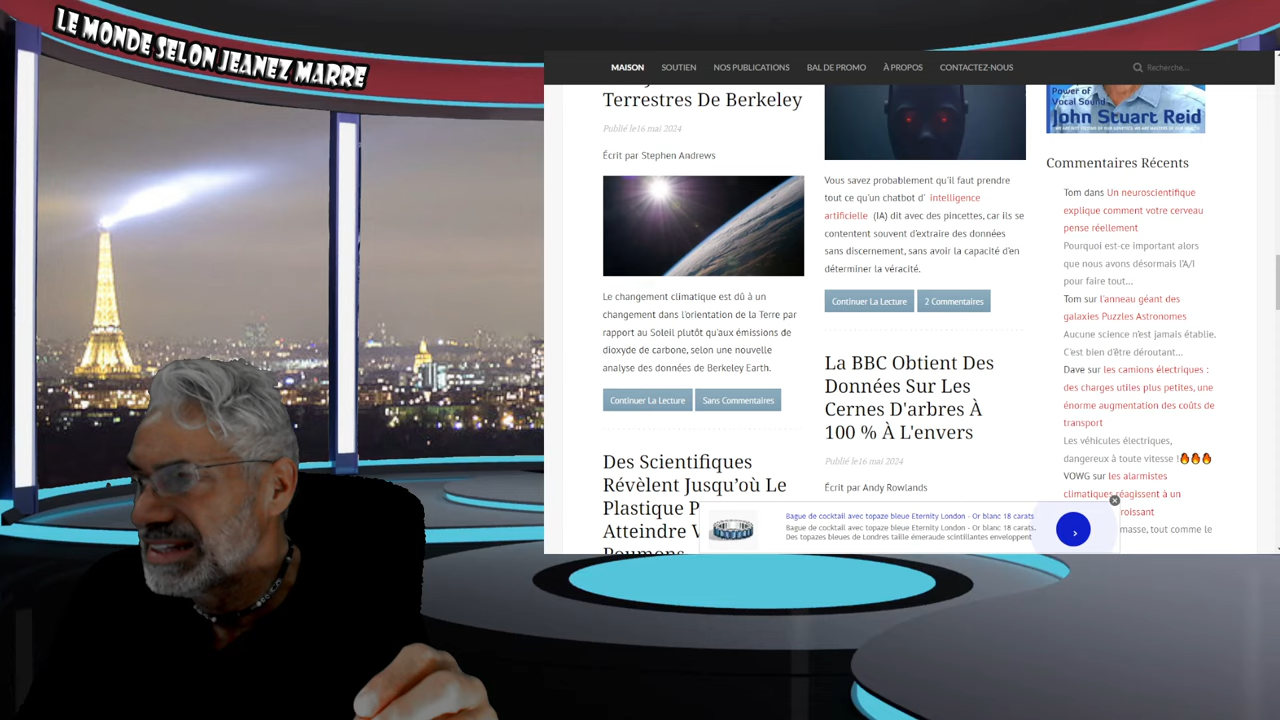 LE MONDE SELON JEANEZ MARRE
MAISON SOUTIEN NOS PUBLICATIONS BAL DE PROMO À PROPOS CONTACTEZ-NOUS Recherche...
Terrestres De Berkeley
Publié le16 mai 2024
Écrit par Stephen Andrews
Le changement climatique est dû à un
changement dans l'orientation de la Terre par
rapport au Soleil plutôt qu'aux émissions de
dioxyde de carbone, selon une nouvelle
analyse des données de Berkeley Earth.
Continuer La Lecture Sans Commentaires
Des Scientifiques
Révèlent Jusqu'où Le
Plastique
Atteindre
Poumons
Vous savez probablement qu'il faut prendre
tout ce qu'un chatbot d' intelligence
artificielle (IA) dit avec des pincettes, car ils se
contentent souvent d'extraire des données
sans discernement, sans avoir la capacité d'en
déterminer la véracité.
Continuer La Lecture 2 Commentaires
La BBC Obtient Des
Données Sur Les
Cernes D'arbres À
100 % À L'envers
Publié le16 mai 2024
Écrit par Andy Rowlands
Power of
Vocal Sound
John Stuart Reid
Commentaires Récents
Tom dans Un neuroscientifique
explique comment votre cerveau
pense réellement
Pourquoi est-ce important alors
que nous avons désormais l'A/I
pour faire tout...
Tom sur l'anneau géant des
galaxies Puzzles Astronomes
Aucune science n'est jamais établie.
C'est bien d'être déroutant...
Dave sur les camions électriques :
des charges utiles plus petites, une
énorme augmentation des coûts de
transport
Les véhicules électriques,
dangereux à toute vitesse !🔥🔥🔥
VOWG sur les alarmistes
climatiques réagissent à un
roissant
masse, tout comme le
Bague de cocktail avec topaze bleue Eternity London - Or blanc 18 carats
Bague de cocktail avec topaze bleue Eternity London - Or blanc 18 carats.
Des topazes bleues de Londres taille émeraude scintillantes enveloppent